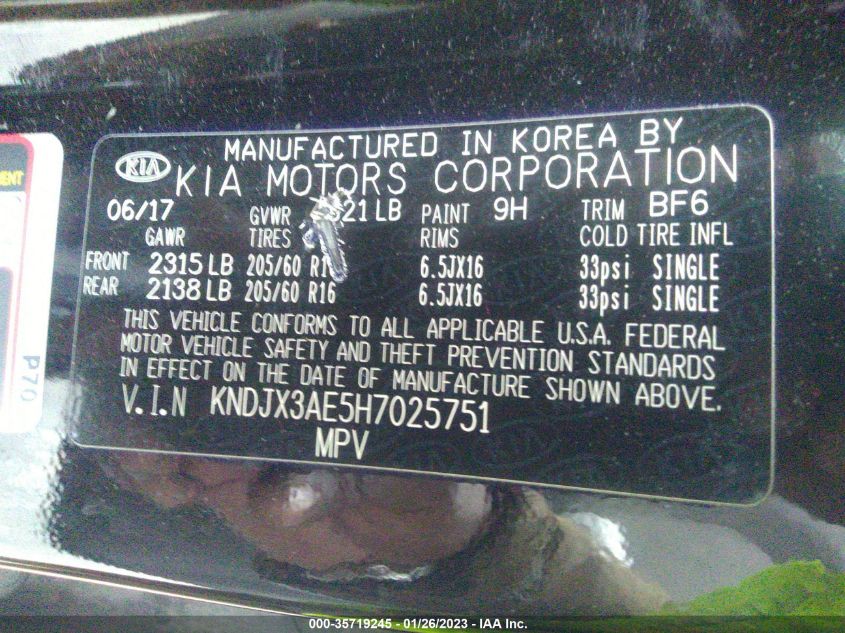 MANUFACTURED IN KOREA BY
KIA KIA MOTORS CORPORATION
06/17 GVWR 21 LB PAINT 9H TRIM BF6
GAWR TIRES RIMS COLD TIRE INFL
FRONT 2315 LB 205/60 6.5JX16 33psi SINGLE
REAR 2138 LB 205/60 R16 6.5JX16 33psi SINGLE
THIS VEHICLE CONFORMS TO ALL APPLICABLE U.S.A. FEDERAL
MOTOR VEHICLE SAFETY AND THEFT PREVENTION STANDARDS
IN EFFECT ON THE DATE OF MANUFACTURE SHOWN ABOVE.
V.I.N KNDJX3AE5H7025751
MPV
P70
000-35719245 - 01/26/2023 - IAA Inc.